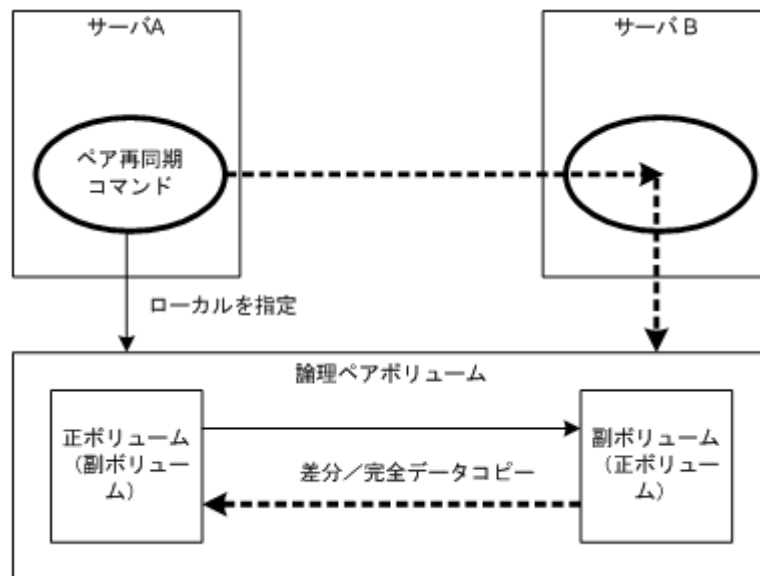 サーバA
サーバ B
ペア再同期
コマンド
ローカルを指定
論理ペアボリューム
正ボリューム
（副ボリュー
ム）
差分／完全データコピー
副ボリューム
（正ボリュー
ム）